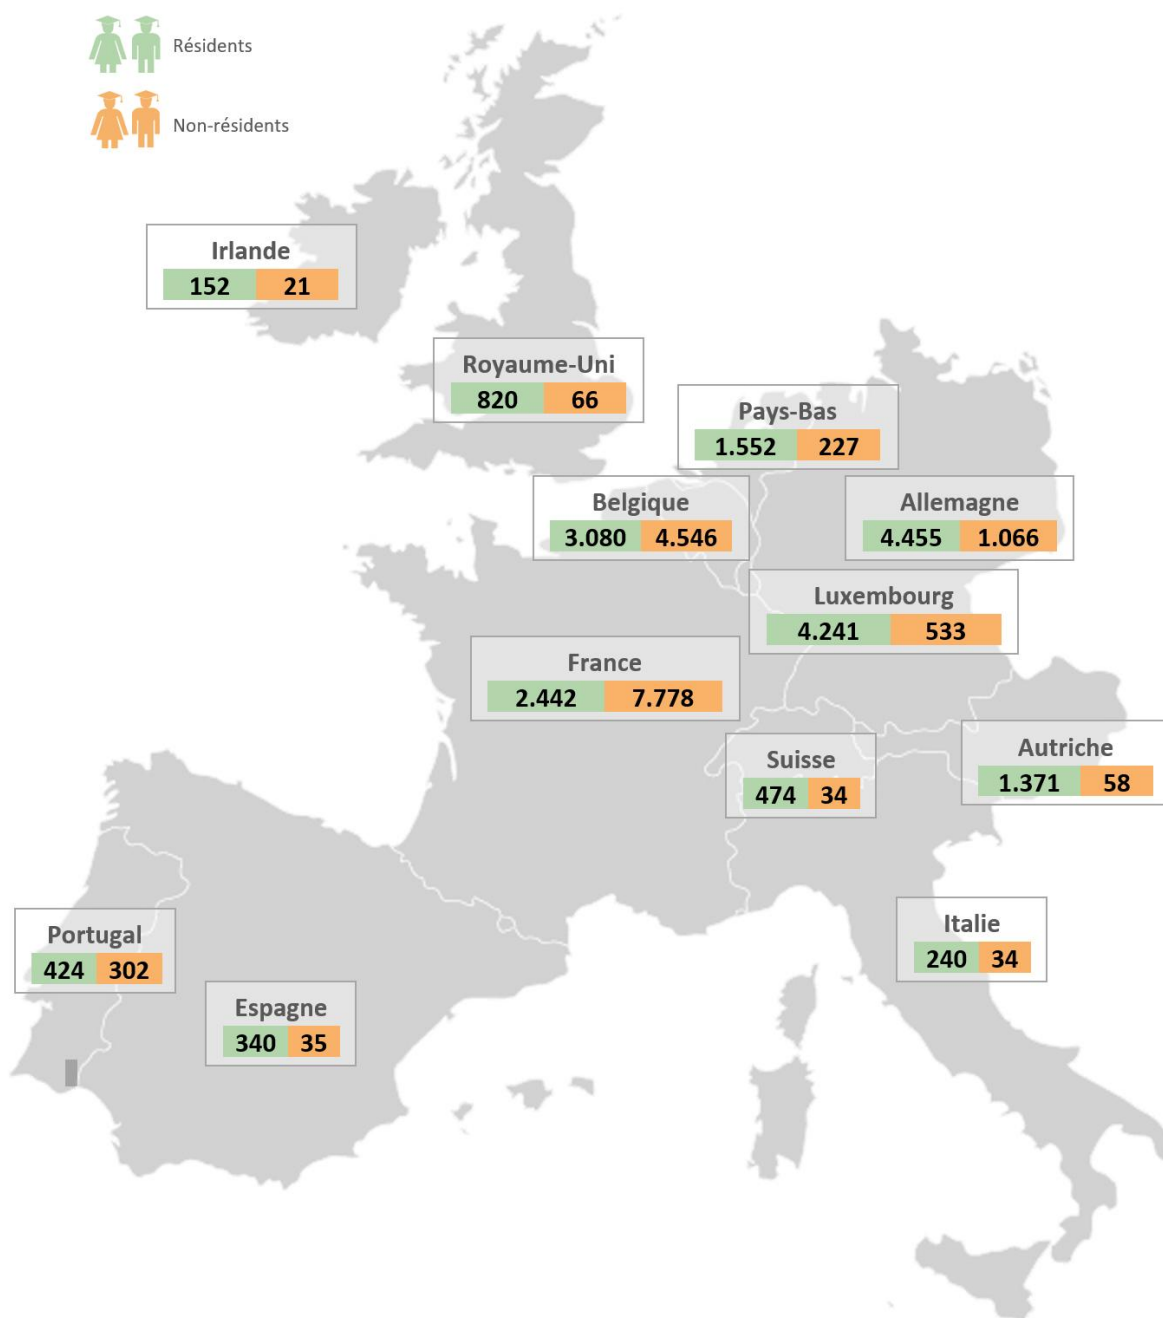 Résidents
Non-résidents
Irlande
152 21
Royaume-Uni
820 66
Pays-Bas
1.552 227
Belgique
3.080 4.546
Allemagne
4.455 1.066
Luxembourg
4.241 533
France
2.442 7.778
Suisse
474 34
Autriche
1.371 58
Portugal
424 302
Italie
240 34
Espagne
340 35